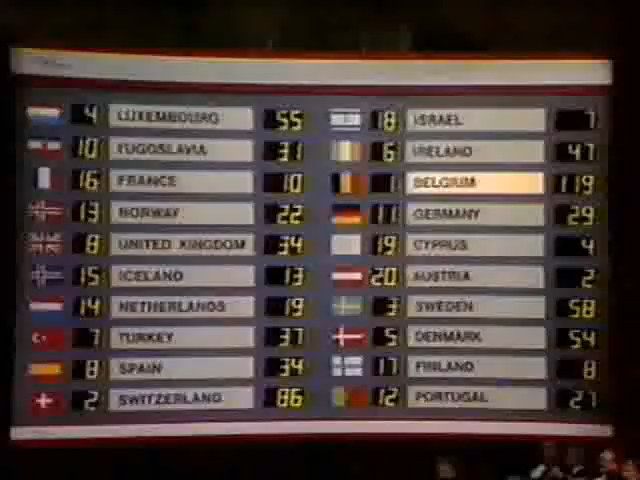 4 LUXEMBOURG 55 18 ISRAEL 7
10 YUGOSLAVIA 31 6 IRELAND 47
16 FRANCE 10 1 BELGIUM 119
13 NORWAY 22 11 GERMANY 29
8 UNITED KINGDOM 34 19 CYPRUS 4
15 ICELAND 13 20 AUSTRIA 2
14 NETHERLANDS 19 3 SWEDEN 58
7 TURKEY 37 5 DENMARK 54
8 SPAIN 34 17 FINLAND 8
2 SWITZERLAND 86 12 PORTUGAL 27